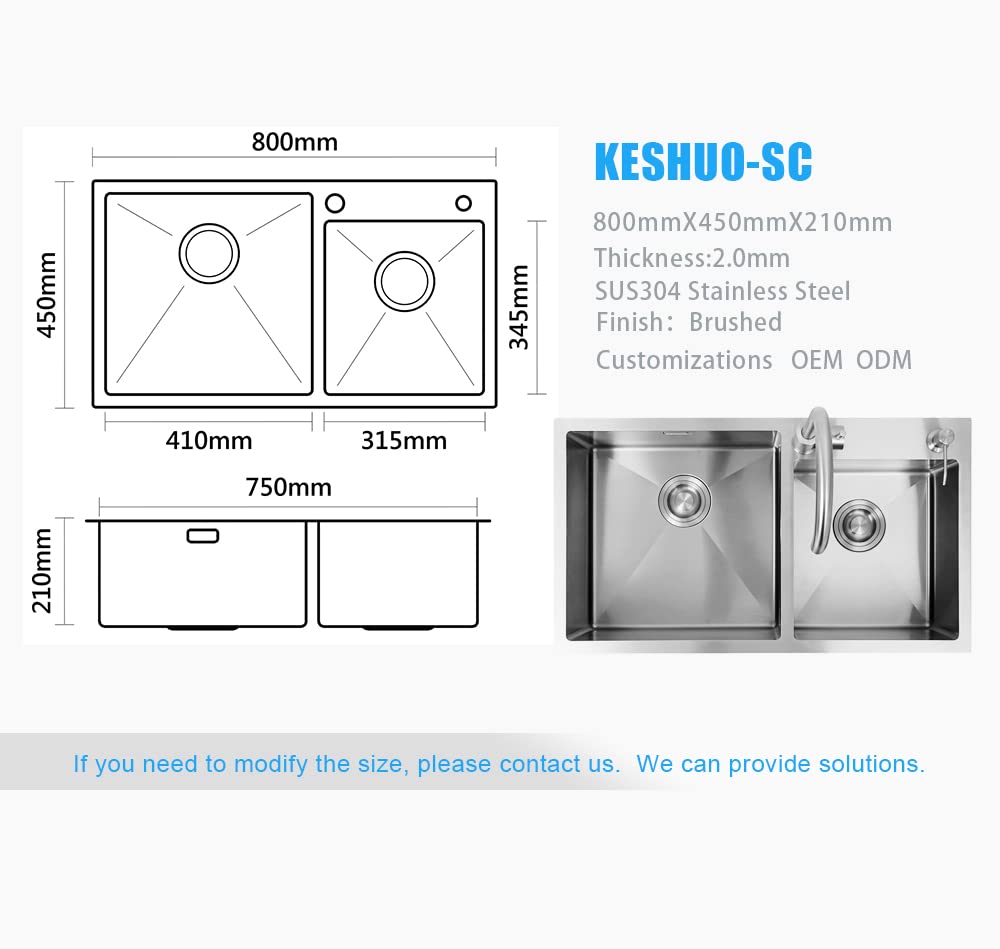 800mm
450mm
345mm
410mm
315mm
750mm
210mm
KESHUO-SC
800mmX450mmX210mm
Thickness:2.0mm
SUS304 Stainless Steel
Finish: Brushed
Customizations OEM ODM
If you need to modify the size, please contact us. We can provide solutions.